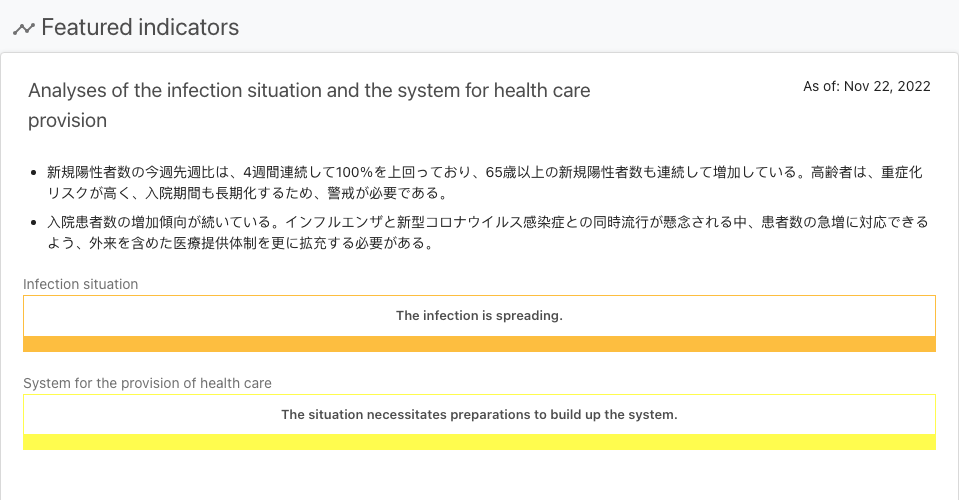 Featured indicators
Analyses of the infection situation and the system for health care
provision
As of: Nov 22, 2022
• 新規陽性者数の今週先週比は、4週間連続して100%を上回っており、65歳以上の新規陽性者数も連続して増加している。高齢者は、重症化
リスクが高く、入院期間も長期化するため、警戒が必要である。
• 入院患者数の増加傾向が続いている。インフルエンザと新型コロナウイルス感染症との同時流行が懸念される中、患者数の急増に対応できる
よう、外来を含めた医療提供体制を更に拡充する必要がある。
Infection situation
The infection is spreading.
System for the provision of health care
The situation necessitates preparations to build up the system.